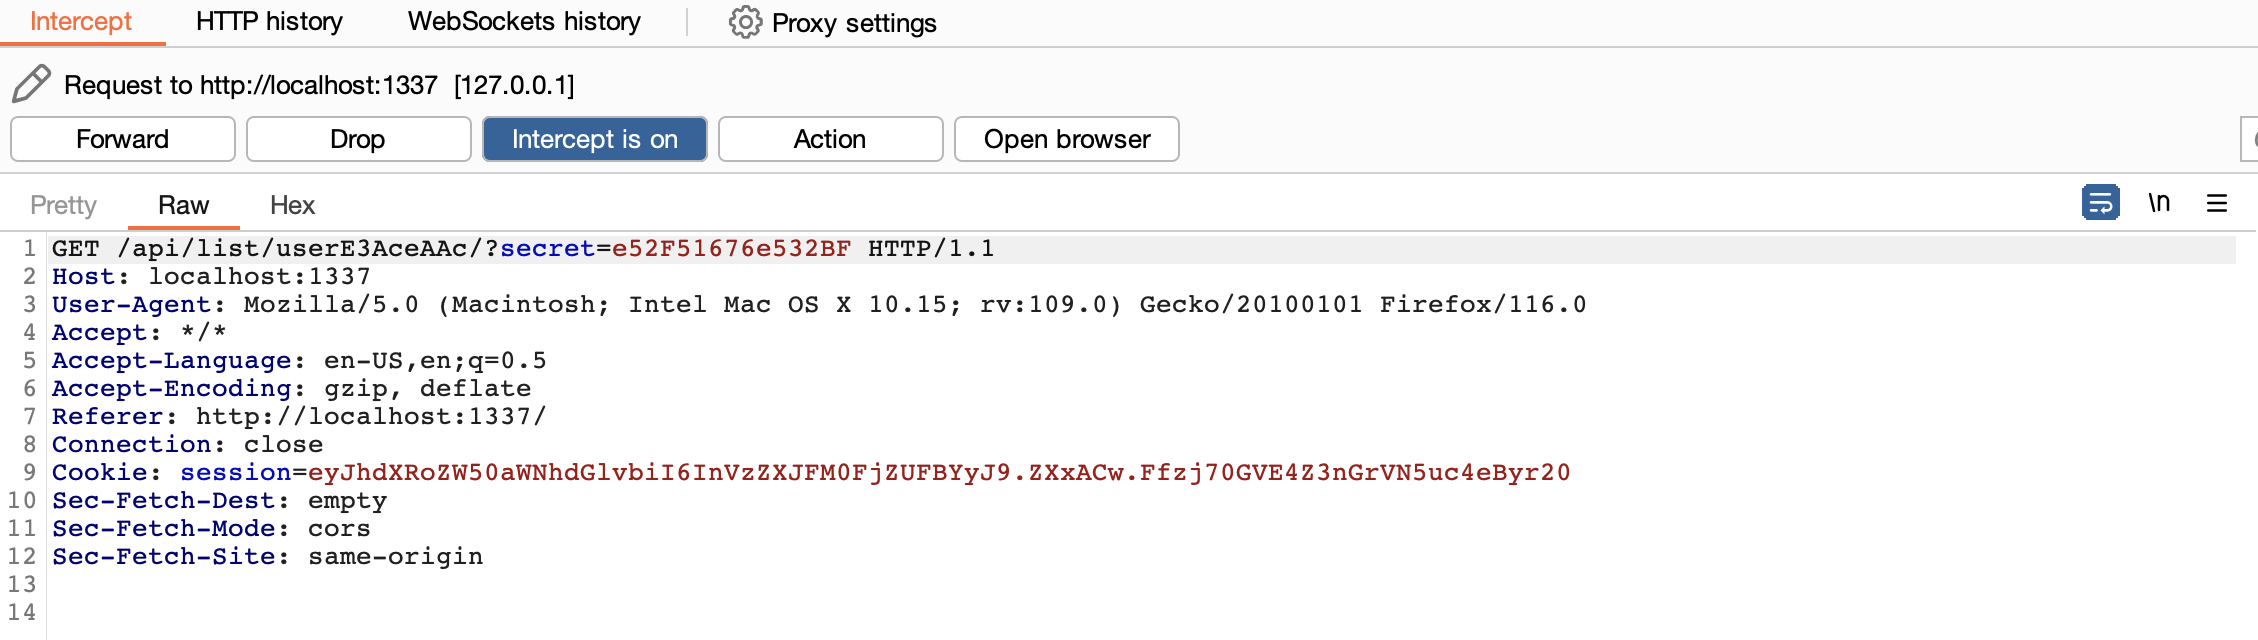 Intercept HTTP history WebSockets history Proxy settings
Request to http://localhost:1337 [127.0.0.1]
Forward Drop Intercept is on Action Open browser
Pretty Raw Hex \n
1 GET /api/list/userE3AceAAc/?secret=e52F51676e532BF HTTP/1.1
2 Host: localhost:1337
3 User-Agent: Mozilla/5.0 (Macintosh; Intel Mac OS X 10.15; rv:109.0) Gecko/20100101 Firefox/116.0
4 Accept: */*
5 Accept-Language: en-US,en;q=0.5
6 Accept-Encoding: gzip, deflate
7 Referer: http://localhost:1337/
8 Connection: close
9 Cookie: session=eyJhdXRoZW50aWNhdGlvbiI6InVzZXJFM0FjZUFBYyJ9.ZXxACw.Ffzj70GVE4Z3nGrVN5uc4eByr20
10 Sec-Fetch-Dest: empty
11 Sec-Fetch-Mode: cors
12 Sec-Fetch-Site: same-origin
13
14